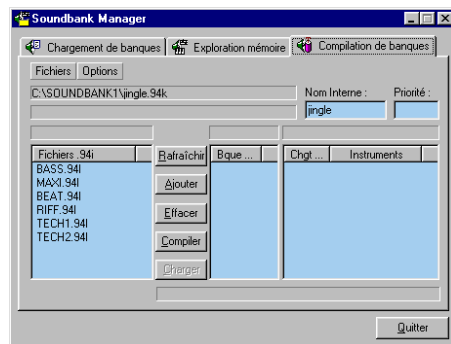 Soundbank Manager
Chargement de banques Exploration mémoire Compilation de banques
Fichiers Options
C:\SOUNDBANK1\jingle.94k
Nom Interne : Priorité :
jingle
Fichiers .94i
BASS.94I
MAXI.94I
BEAT.94I
RIFF.94I
TECH1.94I
TECH2.94I
Rafraîchir
Ajouter
Effacer
Compiler
Charger
Bque ...
Chgt ... Instruments
Quitter